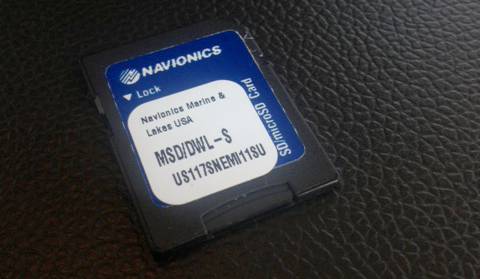 NAVIONICS
Lock
Navionics Marine &
Lakes USA
MSD/DWL-S
US117SNEMI11SU
SD/microSD Card